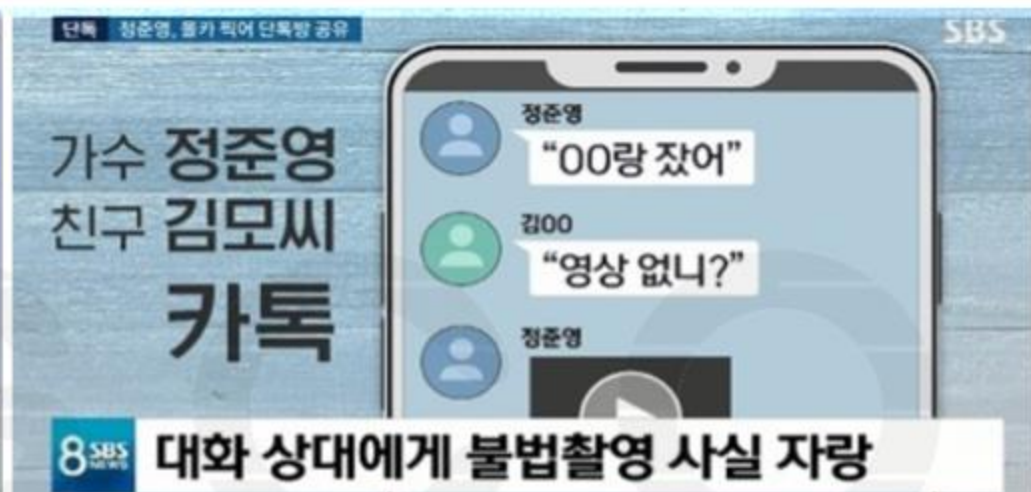 단독 정준영, 몰카 찍어 단톡방 공유
SBS
가수 정준영
친구 김모씨
카톡
정준영
“00랑 잤어”
김00
“영상 없니?”
정준영
8 SBS NEWS
대화 상대에게 불법촬영 사실 자랑